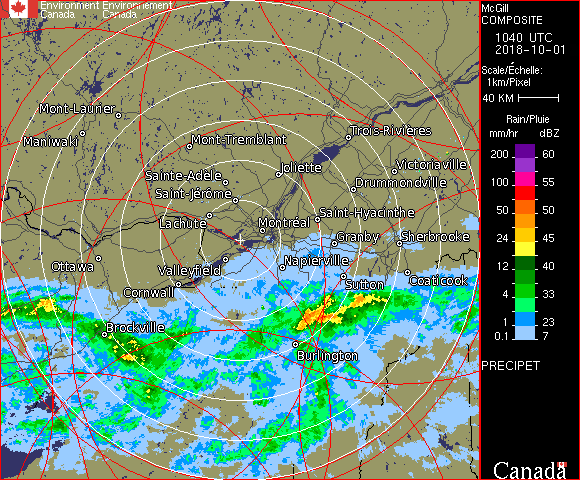 Environment Environnement
Canada Canada
McGill
COMPOSITE
1040 UTC
2018-10-01
Scale/Échelle:
1km/Pixel
40 KM
Rain/Pluie
mm/hr dBZ
200 60
100 55
50 50
24 45
12 40
4 33
1 23
0.1 7
PRECIPET
Canada
Mont-Laurier
Maniwaki
Mont-Tremblant
Trois-Rivières
Sainte-Adèle
Joliette
Victoriaville
Saint-Jérôme
Drummondville
Lachute
Saint-Hyacinthe
Montréal
Granby
Sherbrooke
Ottawa
Valleyfield
Napierville
Cornwall
Sutton
Coaticook
Brockville
Burlington